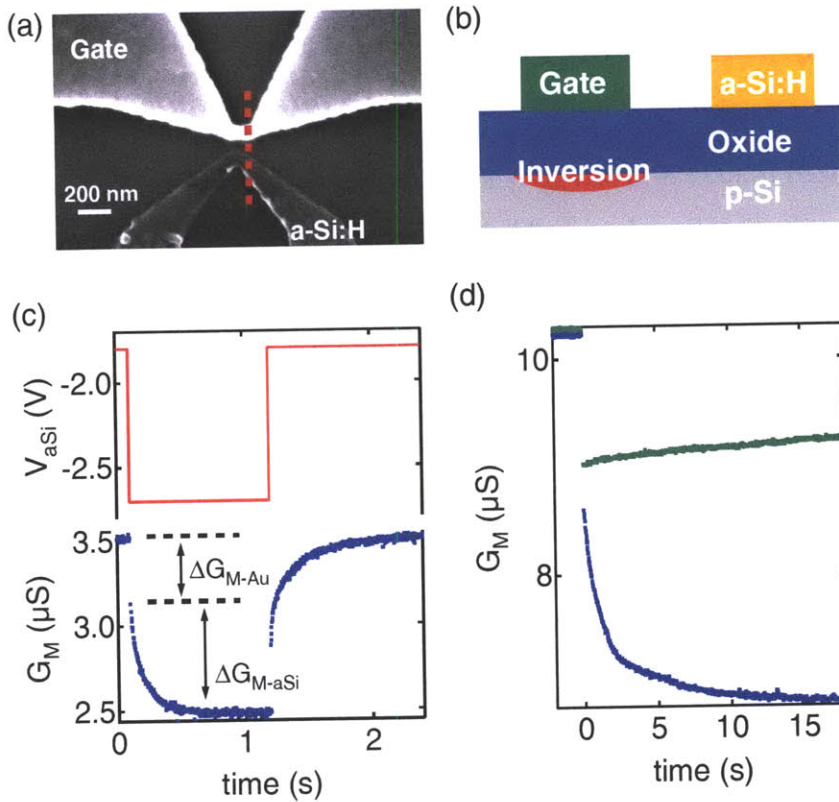 (a)
Gate
200 nm
a-Si:H
(b)
Gate
a-Si:H
Oxide
Inversion
p-Si
(c)
V_aSi (V)
-2.0
-2.5
G_M (µS)
3.5
3.0
2.5
ΔG_M-Au
ΔG_M-aSi
0 1 2
time (s)
(d)
G_M (µS)
10
8
0 5 10 15
time (s)